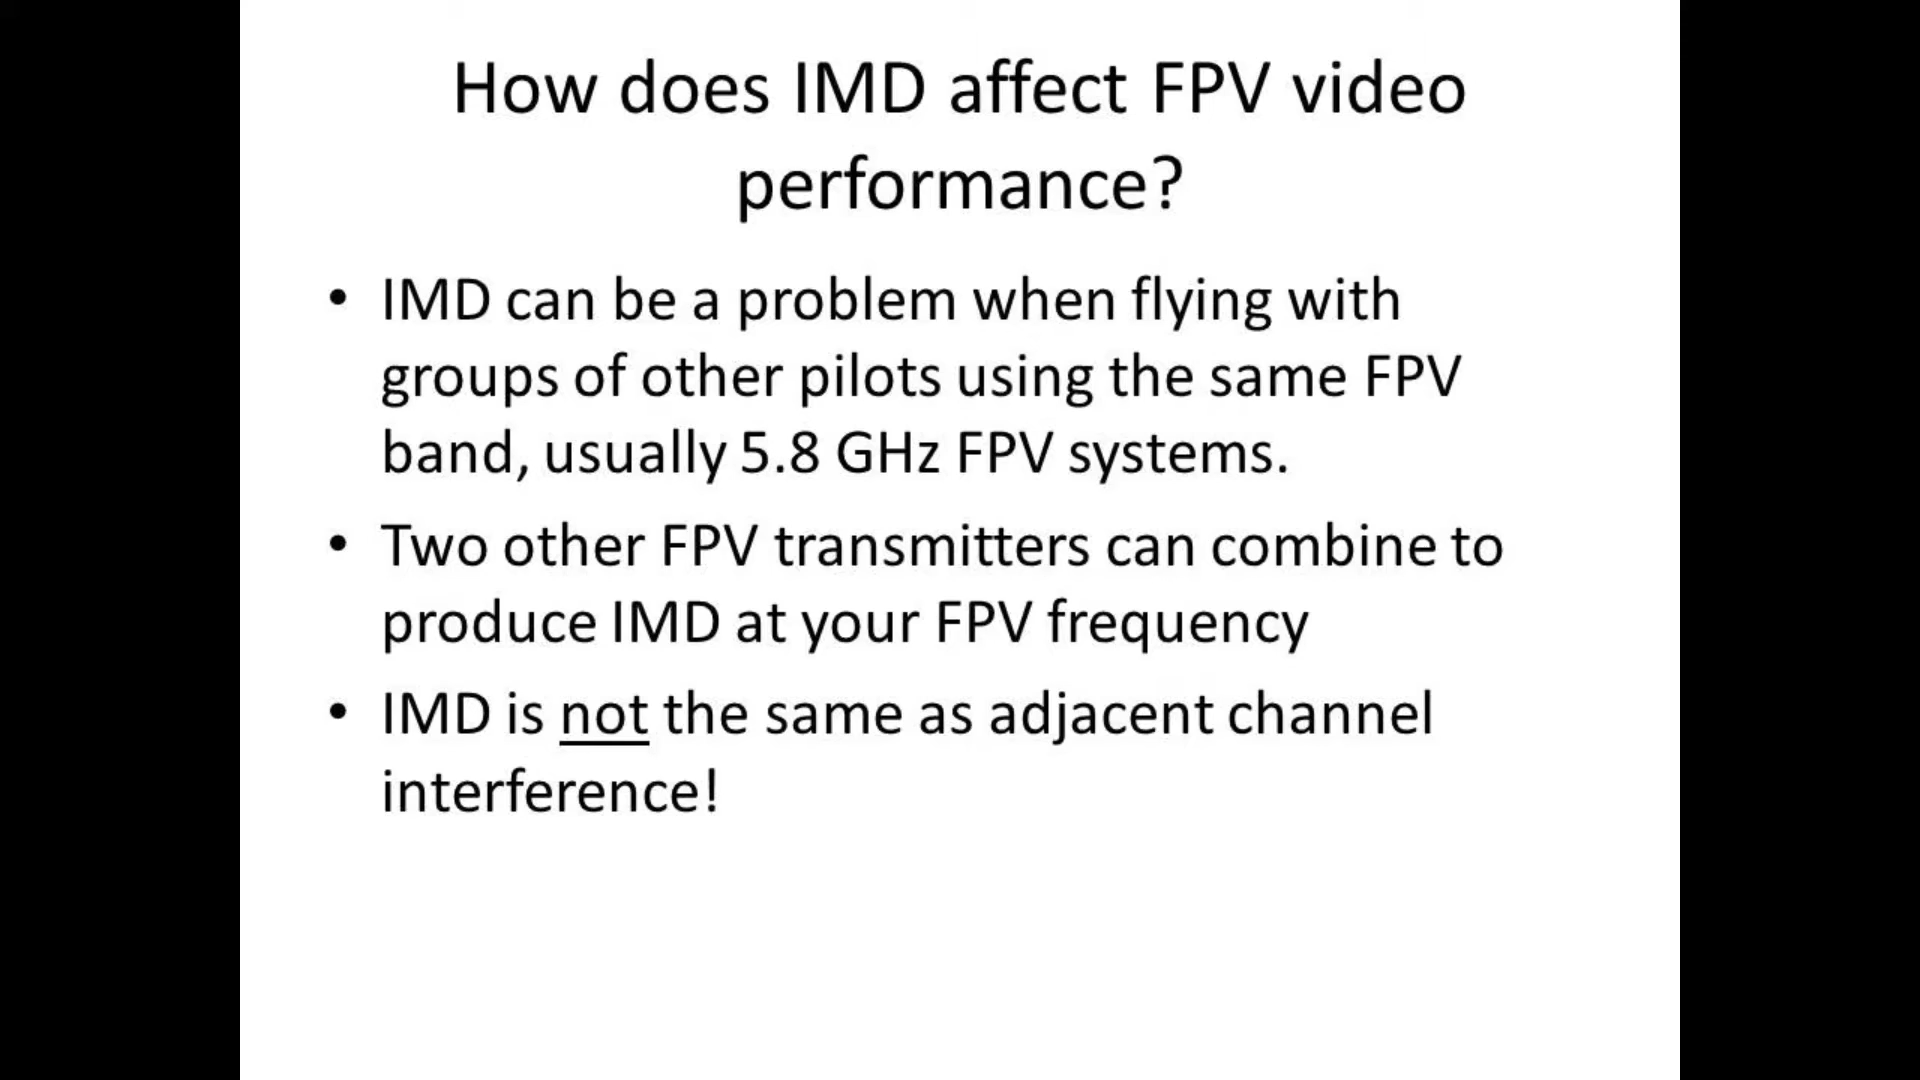 How does IMD affect FPV video
performance?
• IMD can be a problem when flying with
groups of other pilots using the same FPV
band, usually 5.8 GHz FPV systems.
• Two other FPV transmitters can combine to
produce IMD at your FPV frequency
• IMD is not the same as adjacent channel
interference!